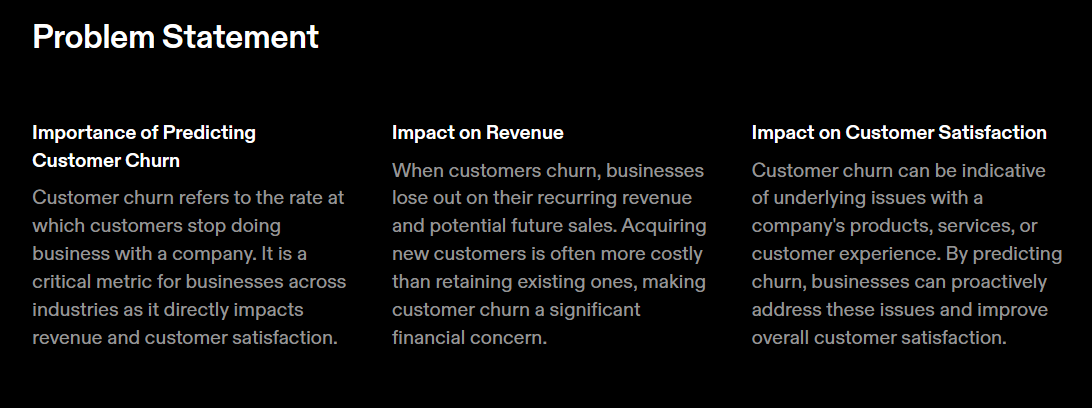 Problem Statement
Importance of Predicting
Customer Churn
Customer churn refers to the rate at
which customers stop doing
business with a company. It is a
critical metric for businesses across
industries as it directly impacts
revenue and customer satisfaction.
Impact on Revenue
When customers churn, businesses
lose out on their recurring revenue
and potential future sales. Acquiring
new customers is often more costly
than retaining existing ones, making
customer churn a significant
financial concern.
Impact on Customer Satisfaction
Customer churn can be indicative
of underlying issues with a
company's products, services, or
customer experience. By predicting
churn, businesses can proactively
address these issues and improve
overall customer satisfaction.